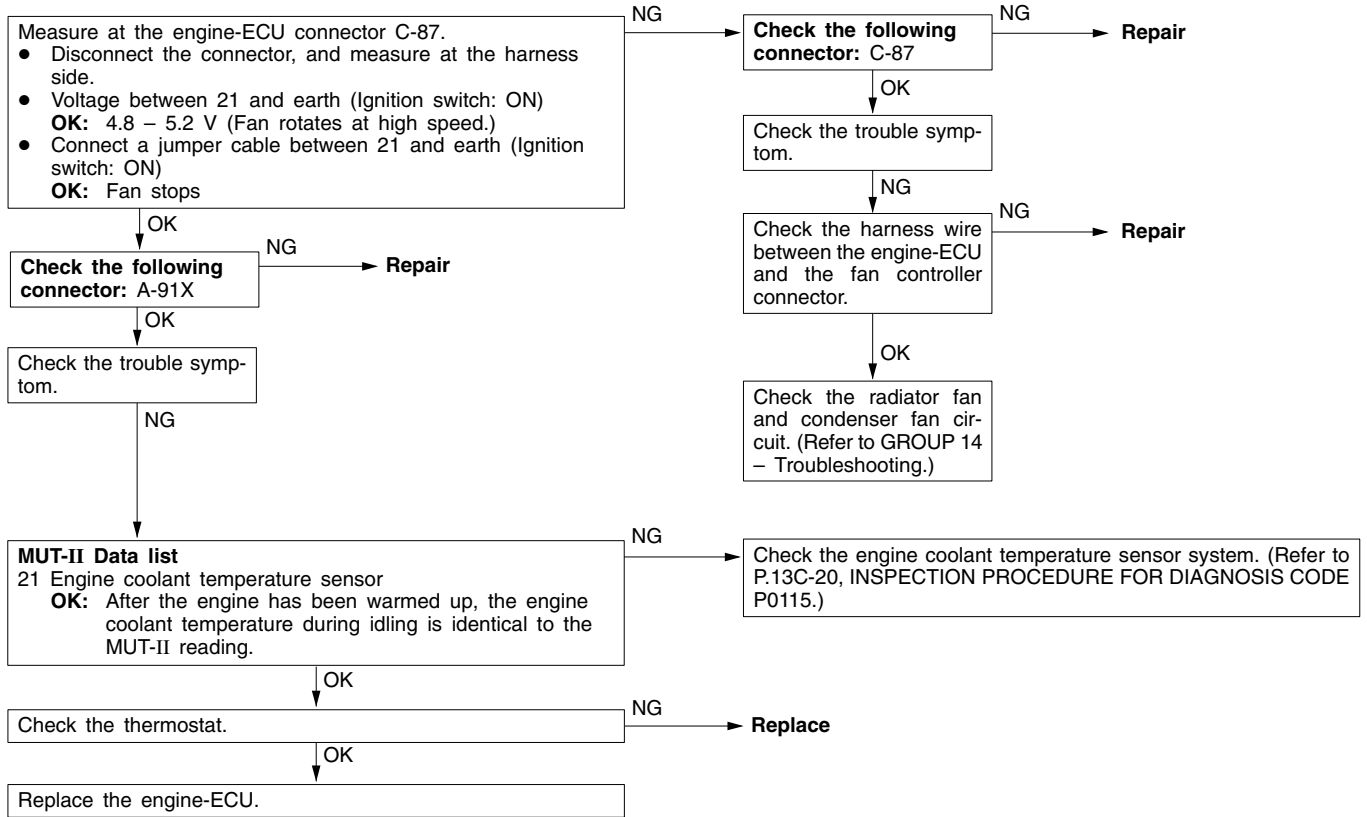 Measure at the engine-ECU connector C-87.
● Disconnect the connector, and measure at the harness
side.
● Voltage between 21 and earth (Ignition switch: ON)
OK: 4.8 – 5.2 V (Fan rotates at high speed.)
● Connect a jumper cable between 21 and earth (Ignition
switch: ON)
OK: Fan stops
NG
Check the following
connector: C-87
NG
Repair
OK
Check the trouble symp-
tom.
NG
Check the harness wire
between the engine-ECU
and the fan controller
connector.
NG
Repair
OK
Check the radiator fan
and condenser fan cir-
cuit. (Refer to GROUP 14
– Troubleshooting.)
OK
Check the following
connector: A-91X
NG
Repair
OK
Check the trouble symp-
tom.
NG
MUT-II Data list
21 Engine coolant temperature sensor
OK: After the engine has been warmed up, the engine
coolant temperature during idling is identical to the
MUT-II reading.
NG
Check the engine coolant temperature sensor system. (Refer to
P.13C-20, INSPECTION PROCEDURE FOR DIAGNOSIS CODE
P0115.)
OK
Check the thermostat.
NG
Replace
OK
Replace the engine-ECU.